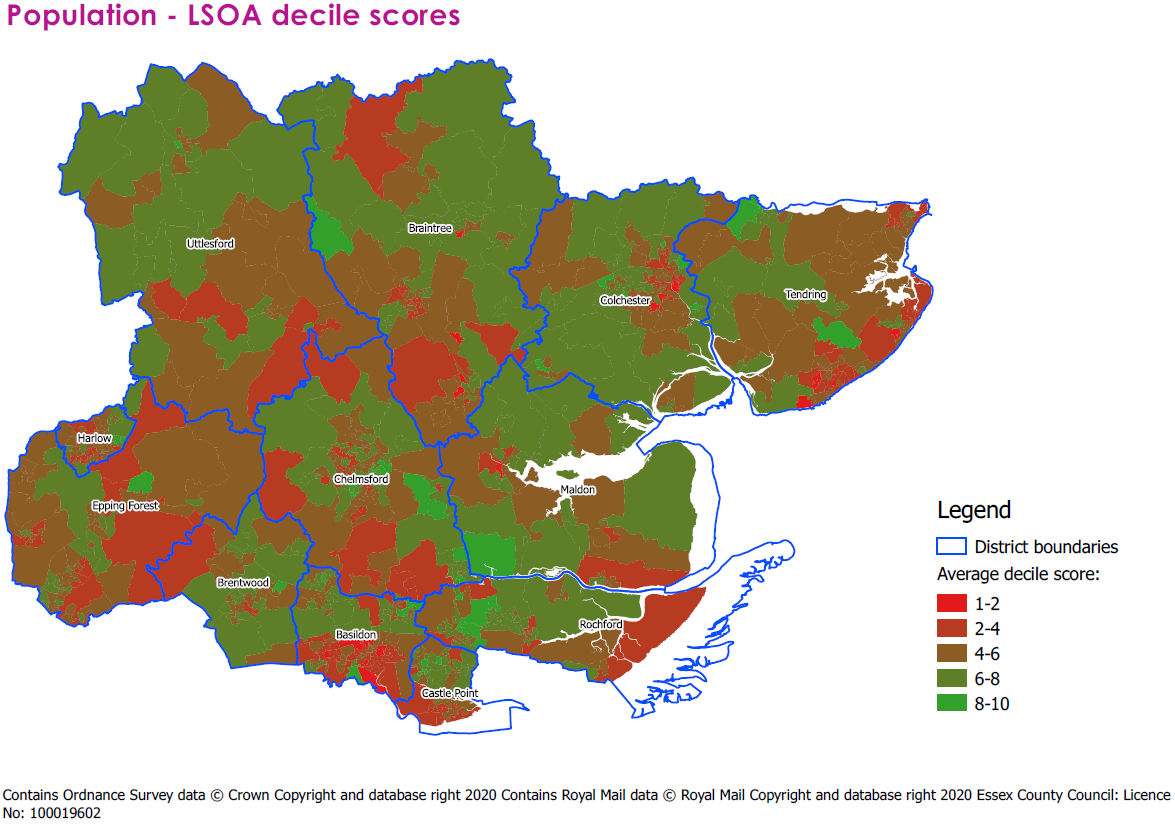 Population - LSOA decile scores
Braintree
Uttlesford
Tendring
Colchester
Harlow
Chelmsford
Maldon
Epping Forest
Legend
District boundaries
Average decile score:
Brentwood
1-2
Rochford
2-4
Basildon
4-6
6-8
Castle Point
8-10
Contains Ordnance Survey data © Crown Copyright and database right 2020 Contains Royal Mail data © Royal Mail Copyright and database right 2020 Essex County Council: Licence
No: 100019602